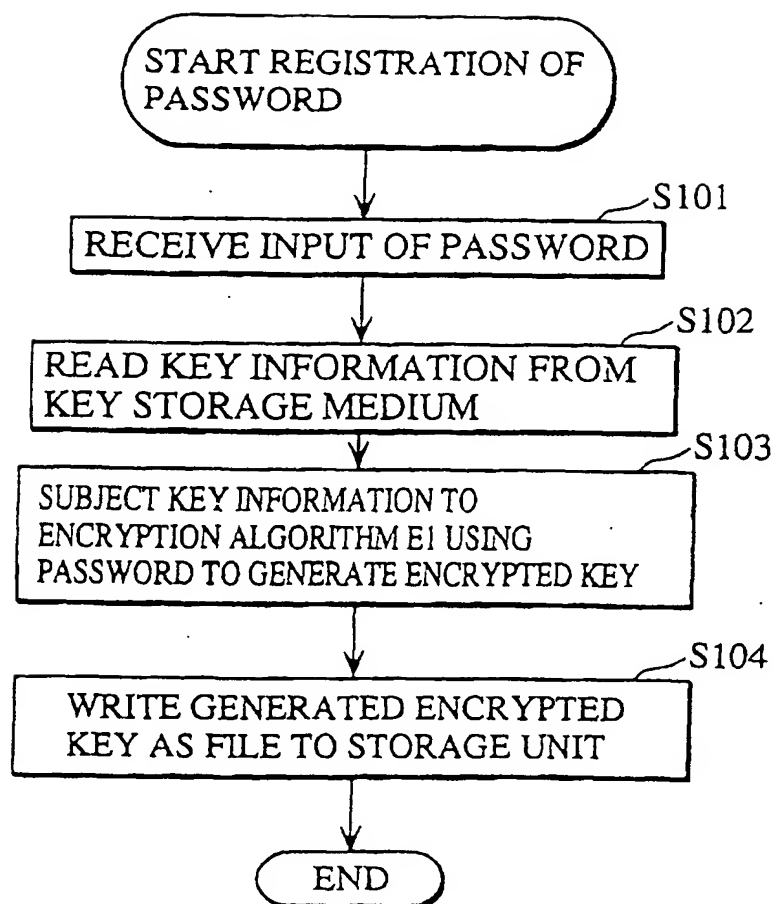 START REGISTRATION OF
PASSWORD
S101
RECEIVE INPUT OF PASSWORD
S102
READ KEY INFORMATION FROM
KEY STORAGE MEDIUM
S103
SUBJECT KEY INFORMATION TO
ENCRYPTION ALGORITHM E1 USING
PASSWORD TO GENERATE ENCRYPTED KEY
S104
WRITE GENERATED ENCRYPTED
KEY AS FILE TO STORAGE UNIT
END